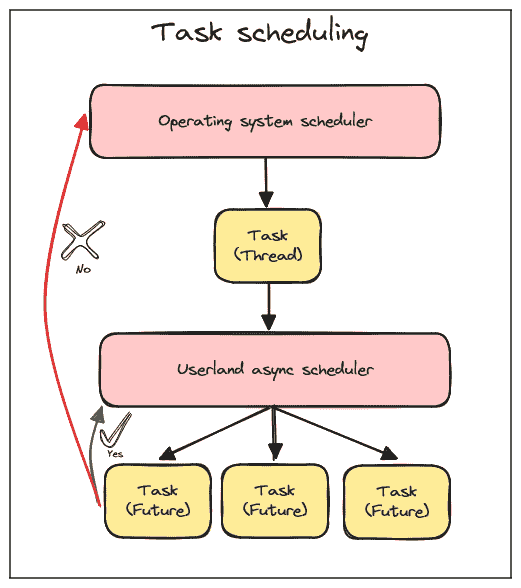 Task scheduling
Operating system scheduler
Task
(Thread)
No
Userland async scheduler
Yes
Task
(Future)
Task
(Future)
Task
(Future)